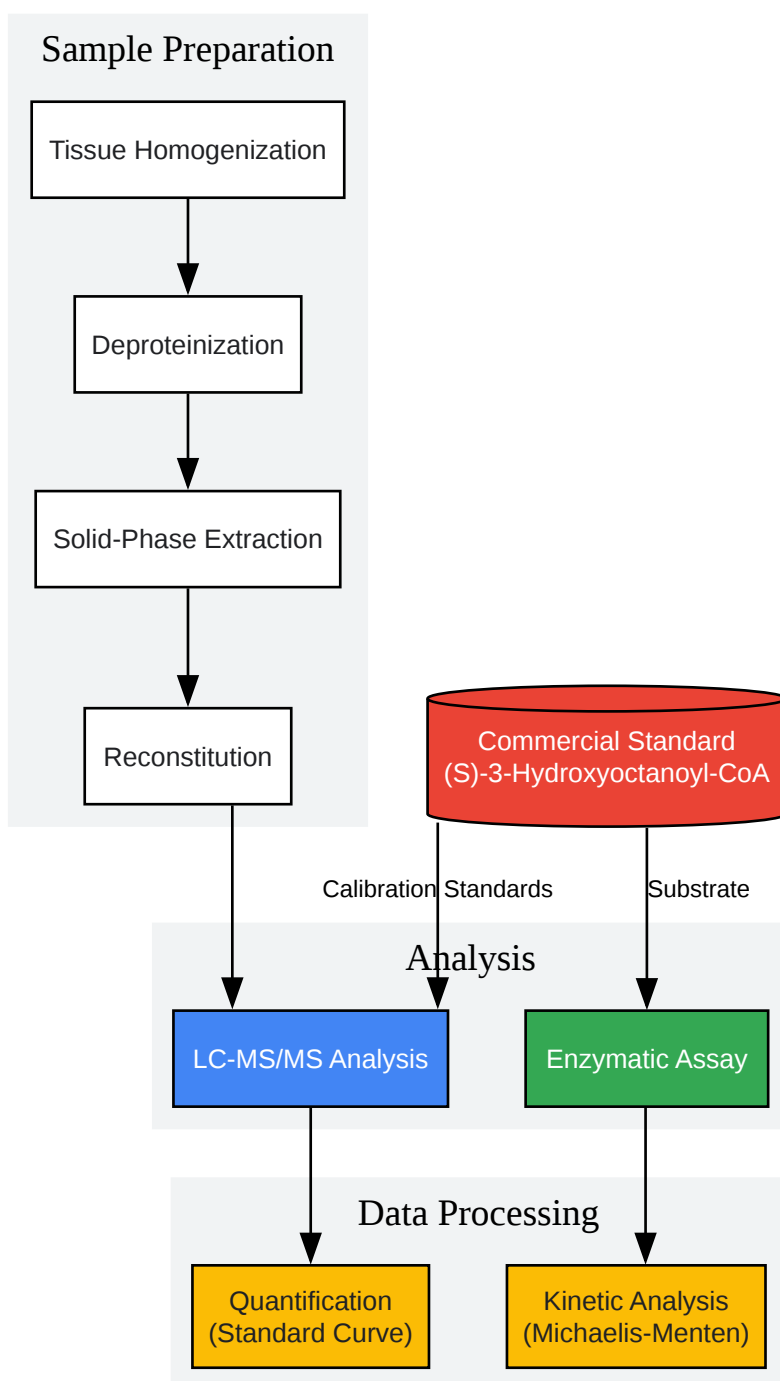 Sample Preparation
Tissue Homogenization
Deproteinization
Solid-Phase Extraction
Reconstitution
Commercial Standard
(S)-3-Hydroxyoctanoyl-CoA
Calibration Standards
Substrate
Analysis
LC-MS/MS Analysis
Enzymatic Assay
Data Processing
Quantification
(Standard Curve)
Kinetic Analysis
(Michaelis-Menten)